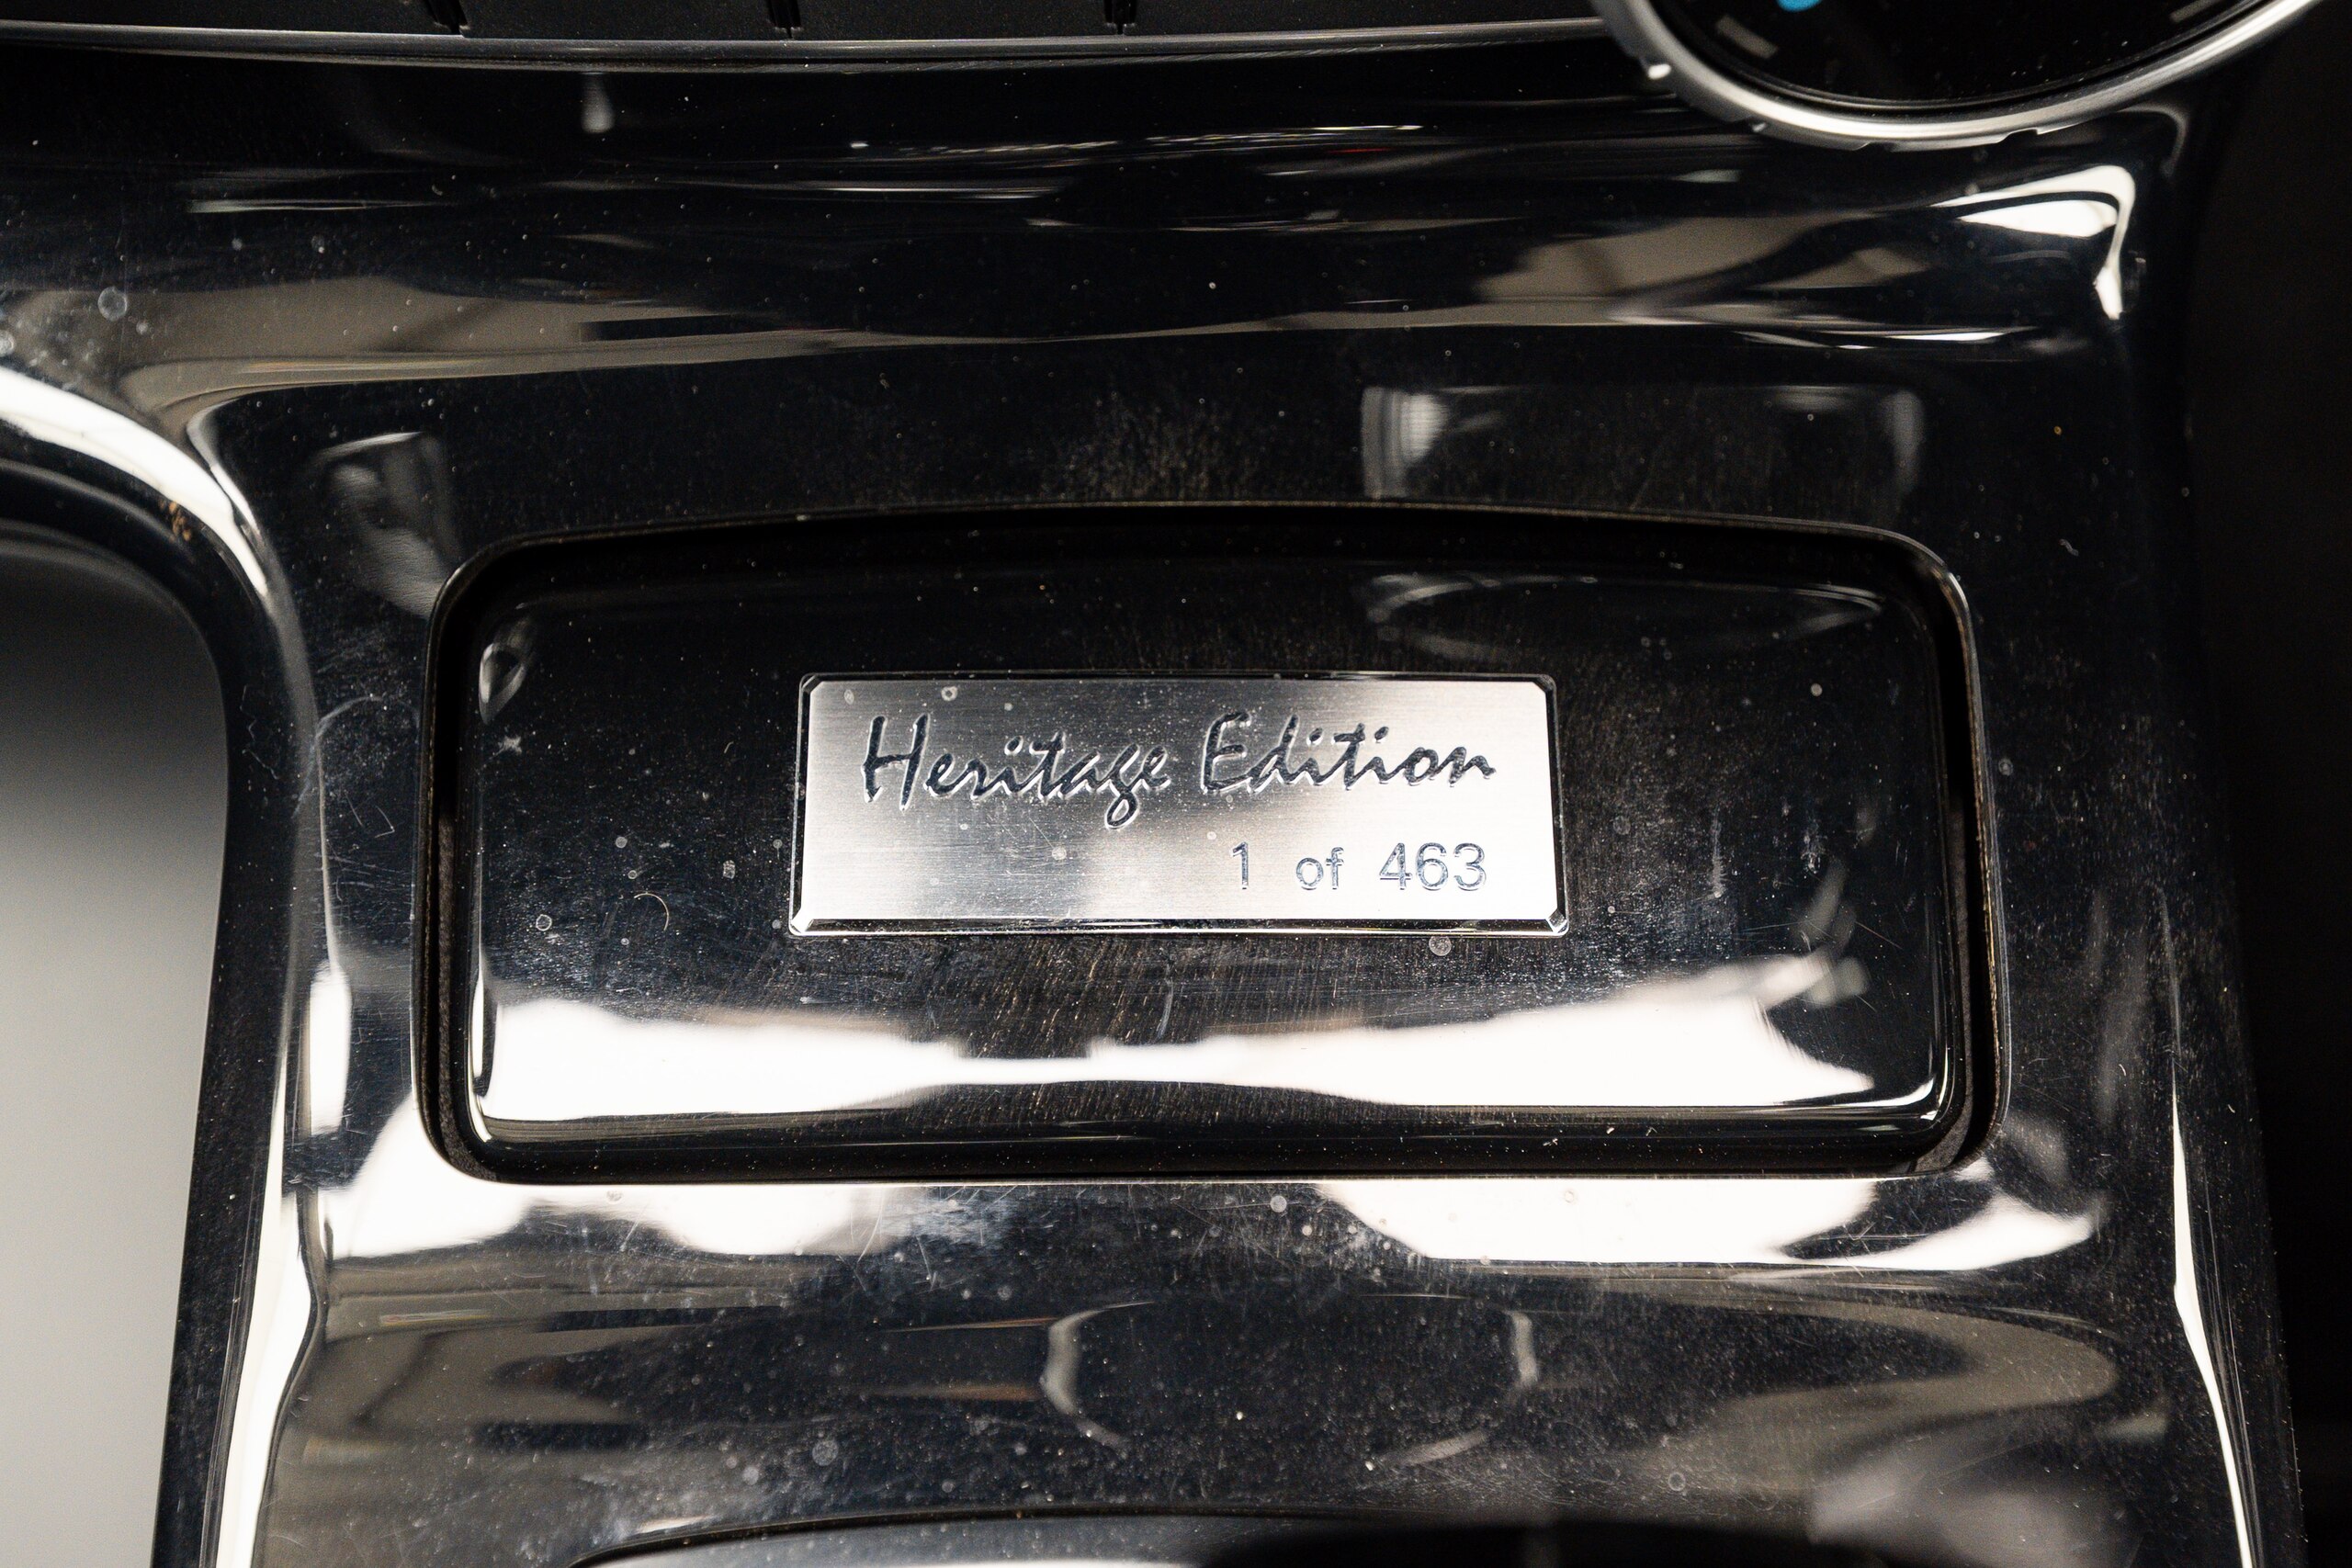 Heritage Edition
1 of 463